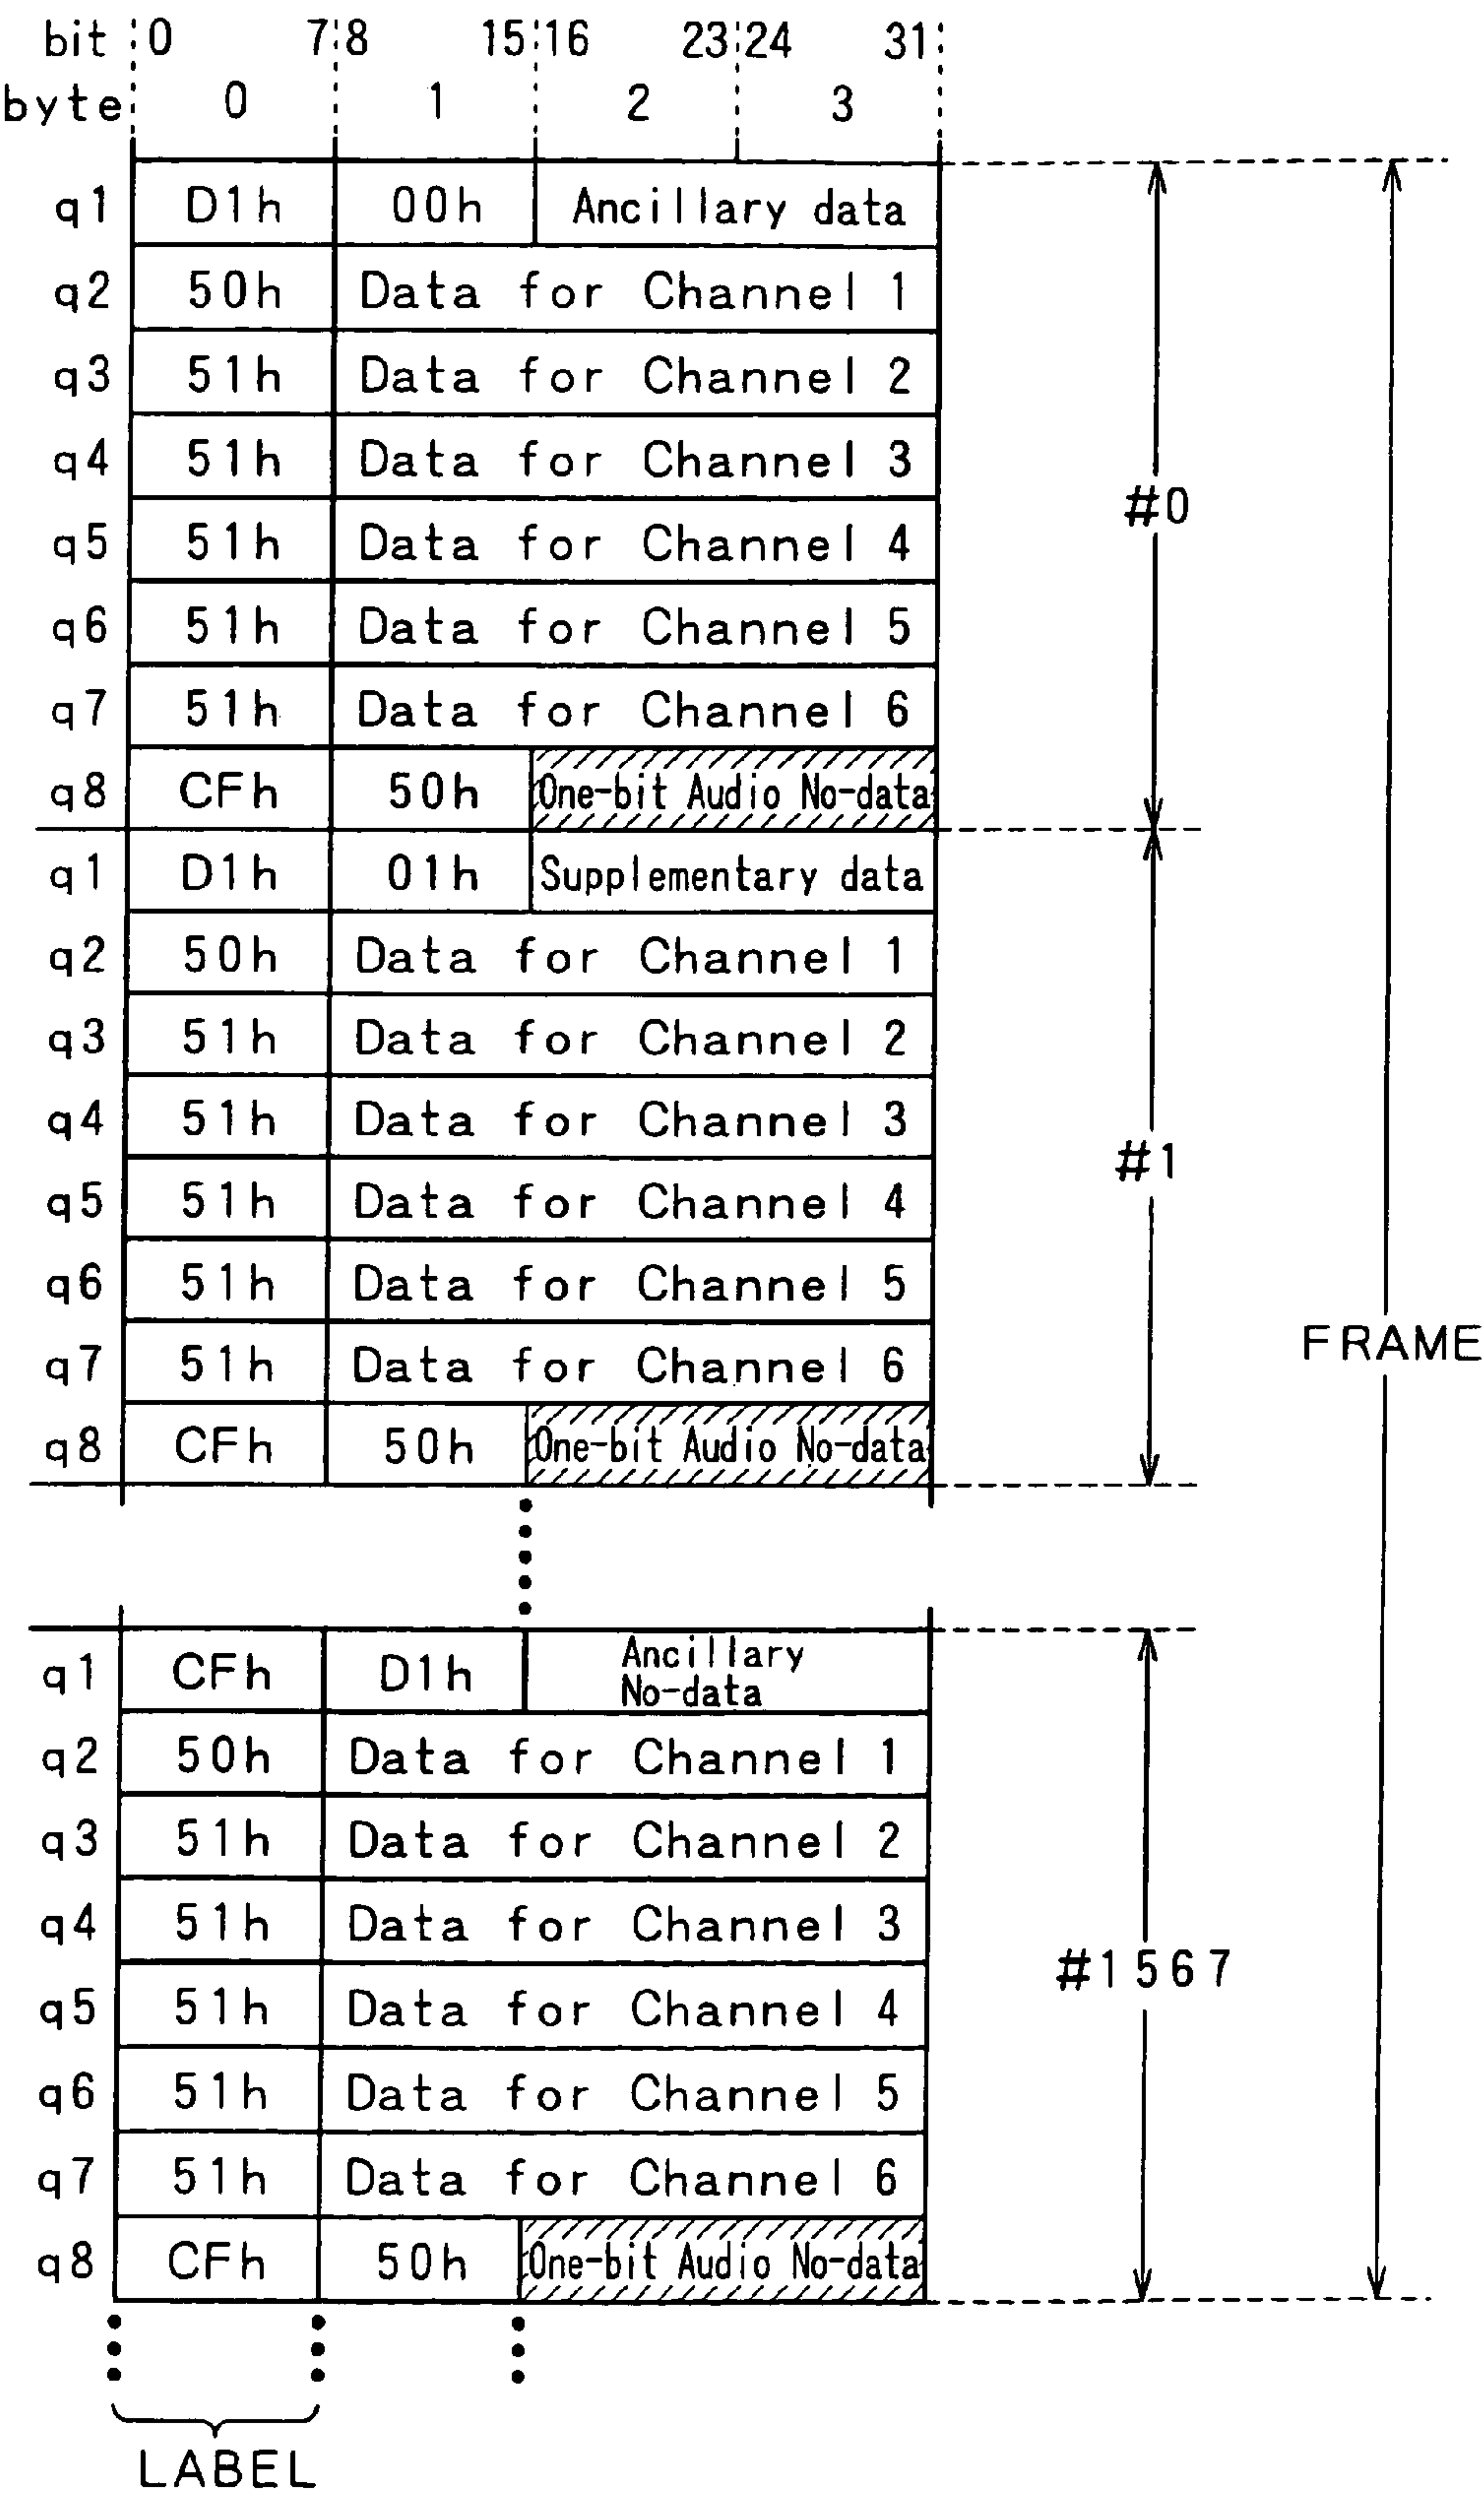 bit 0 7 8 15 16 23 24 31
byte 0 1 2 3
q1 D1h 00h Ancillary data
q2 50h Data for Channel 1
q3 51h Data for Channel 2
q4 51h Data for Channel 3
q5 51h Data for Channel 4
q6 51h Data for Channel 5
q7 51h Data for Channel 6
q8 CFh 50h One-bit Audio No-data
#0
q1 D1h 01h Supplementary data
q2 50h Data for Channel 1
q3 51h Data for Channel 2
q4 51h Data for Channel 3
q5 51h Data for Channel 4
q6 51h Data for Channel 5
q7 51h Data for Channel 6
q8 CFh 50h One-bit Audio No-data
#1
FRAME
q1 CFh D1h Ancillary
No-data
q2 50h Data for Channel 1
q3 51h Data for Channel 2
q4 51h Data for Channel 3
q5 51h Data for Channel 4
q6 51h Data for Channel 5
q7 51h Data for Channel 6
q8 CFh 50h One-bit Audio No-data
#1567
LABEL